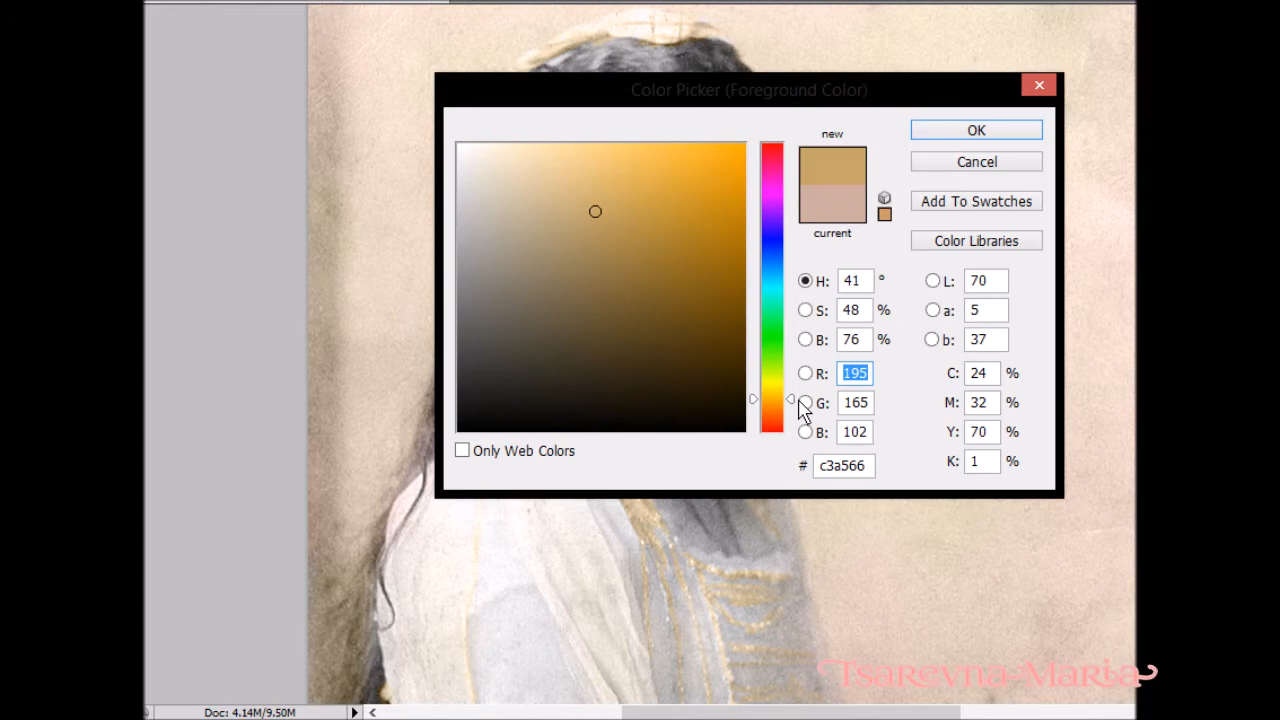 Color Picker (Foreground Color)
new
current
OK
Cancel
Add To Swatches
Color Libraries
H: 41 °
S: 48 %
B: 76 %
R: 195
G: 165
B: 102
# c3a566
L: 70
a: 5
b: 37
C: 24 %
M: 32 %
Y: 70 %
K: 1 %
Only Web Colors
Tsarevna-Maria
Doc: 4.14M/9.50M